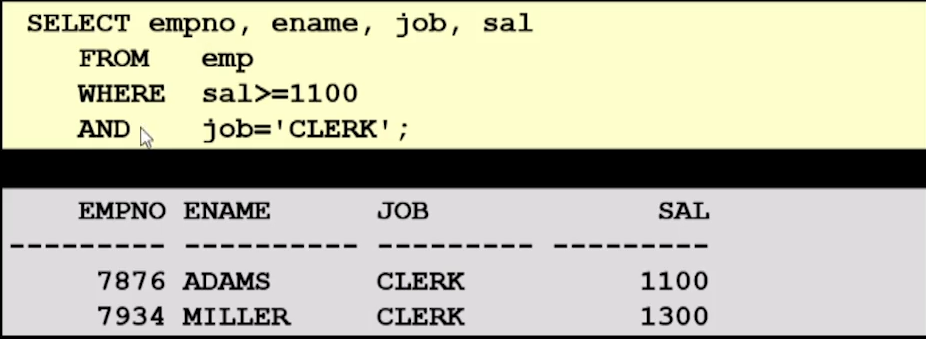 SELECT empno, ename, job, sal
FROM emp
WHERE sal>=1100
AND job='CLERK';
EMPNO ENAME JOB SAL
--------- ---------- --------- ---------
7876 ADAMS CLERK 1100
7934 MILLER CLERK 1300